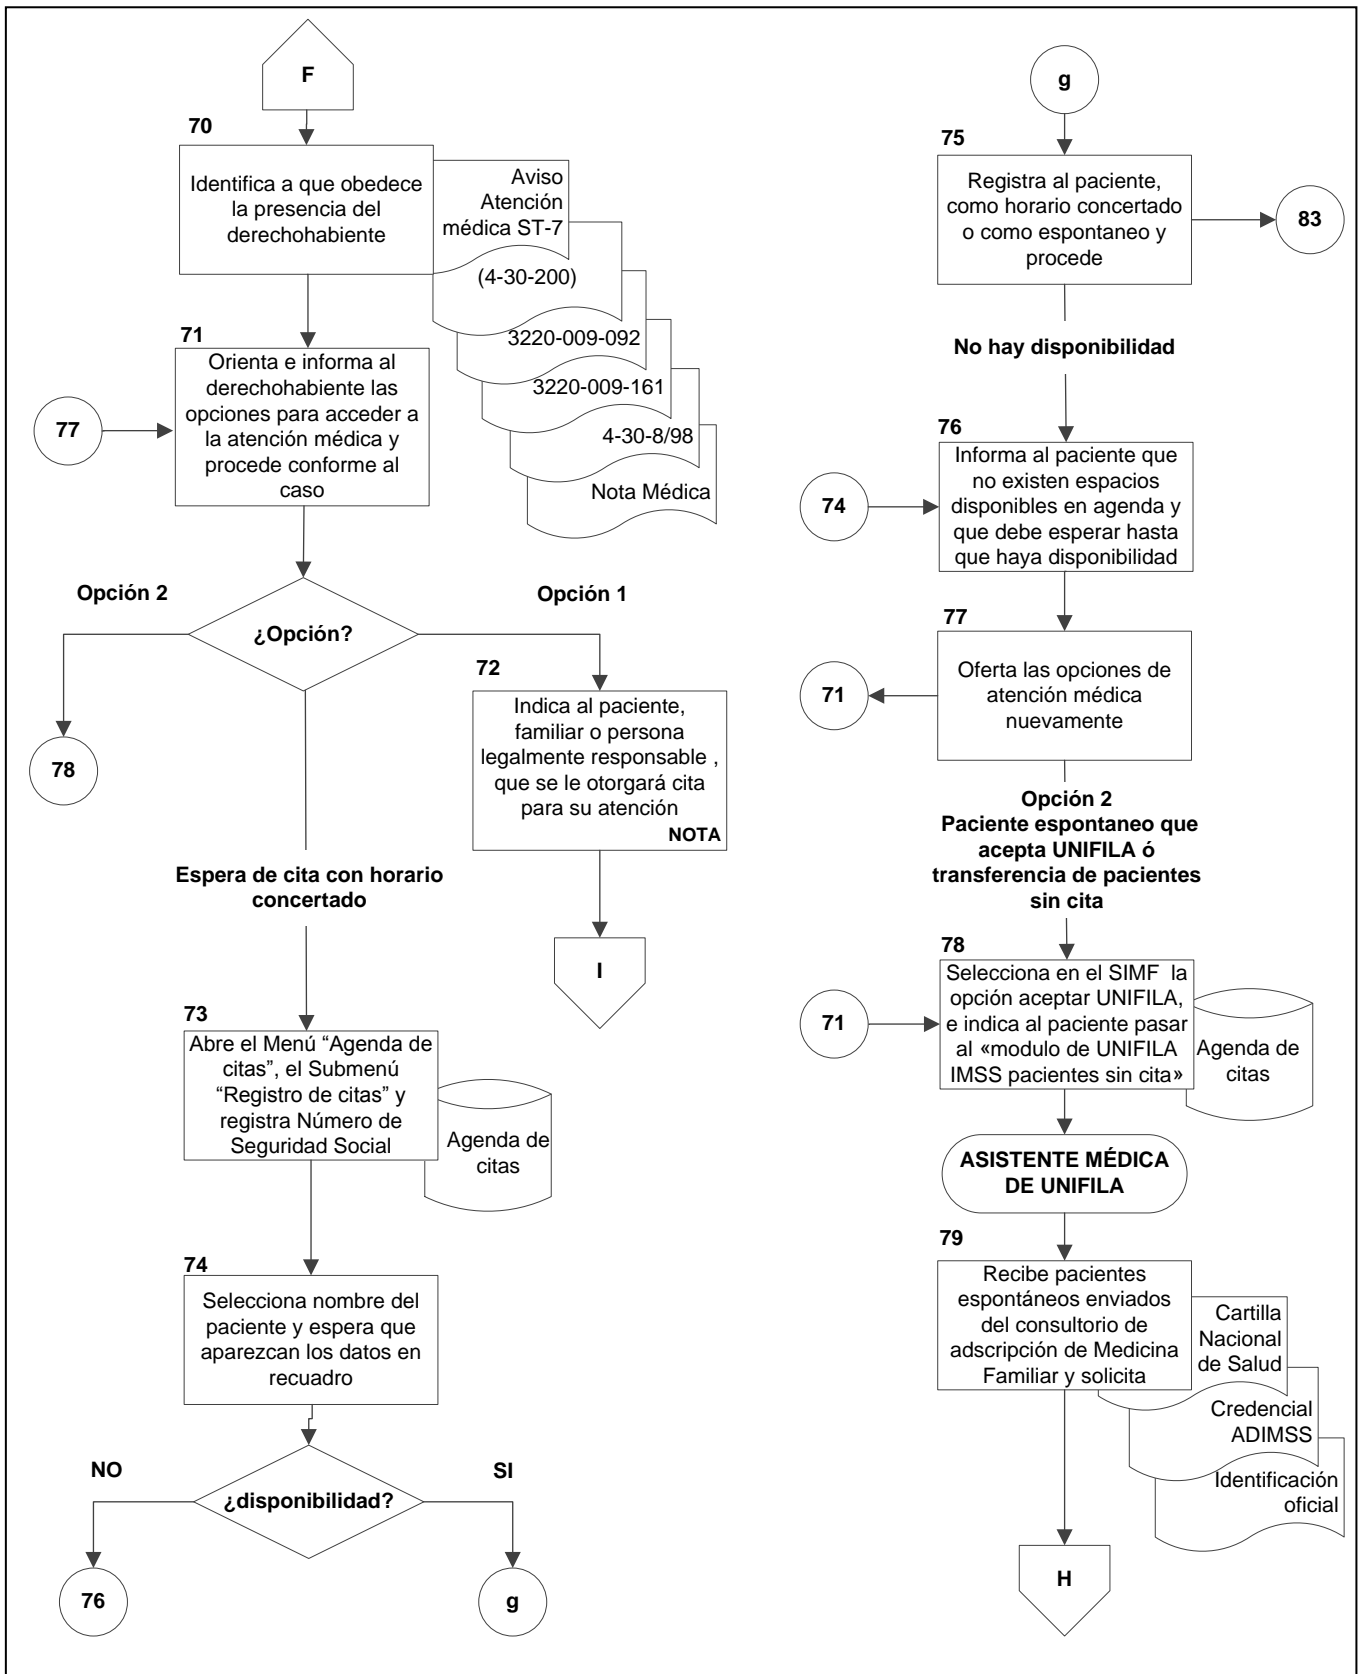 F
70
Identifica a que obedece
la presencia del
derechohabiente
Aviso
Atención
médica ST-7
(4-30-200)
3220-009-092
3220-009-161
4-30-8/98
Nota Médica
71
Orienta e informa al
derechohabiente las
opciones para acceder a
la atención médica y
procede conforme al
caso
77
Opción 2
Opción 1
¿Opción?
78
72
Indica al paciente,
familiar o persona
legalmente responsable ,
que se le otorgará cita
para su atención
NOTA
I
Espera de cita con horario
concertado
73
Abre el Menú “Agenda de
citas”, el Submenú
“Registro de citas” y
registra Número de
Seguridad Social
Agenda de
citas
74
Selecciona nombre del
paciente y espera que
aparezcan los datos en
recuadro
NO
SI
¿disponibilidad?
76
g
g
75
Registra al paciente,
como horario concertado
o como espontaneo y
procede
83
No hay disponibilidad
76
Informa al paciente que
no existen espacios
disponibles en agenda y
que debe esperar hasta
que haya disponibilidad
74
77
Oferta las opciones de
atención médica
nuevamente
71
Opción 2
Paciente espontaneo que
acepta UNIFILA ó
transferencia de pacientes
sin cita
78
Selecciona en el SIMF la
opción aceptar UNIFILA,
e indica al paciente pasar
al «modulo de UNIFILA
IMSS pacientes sin cita»
71
Agenda de
citas
ASISTENTE MÉDICA
DE UNIFILA
79
Recibe pacientes
espontáneos enviados
del consultorio de
adscripción de Medicina
Familiar y solicita
Cartilla
Nacional
de Salud
Credencial
ADIMSS
Identificación
oficial
H